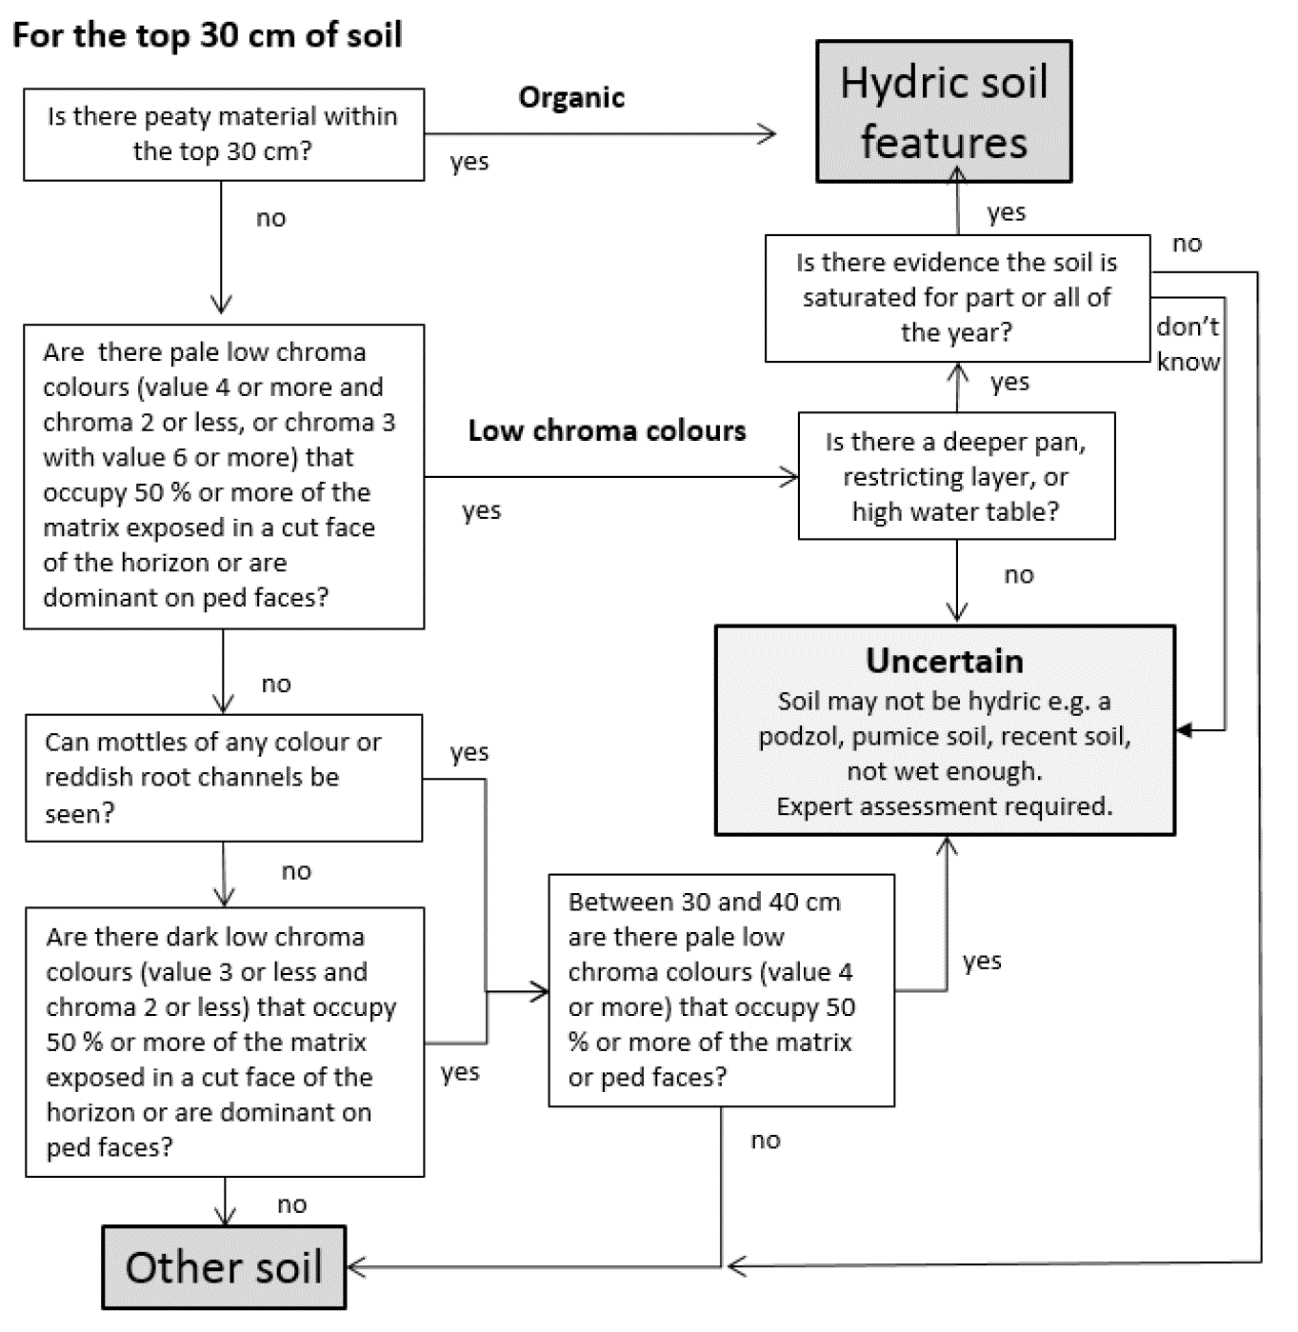 For the top 30 cm of soil
Is there peaty material within
the top 30 cm?
Organic
yes
Hydric soil
features
no
yes
Is there evidence the soil is
saturated for part or all of
the year?
no
don't
know
Are there pale low chroma
colours (value 4 or more and
chroma 2 or less, or chroma 3
with value 6 or more) that
occupy 50 % or more of the
matrix exposed in a cut face
of the horizon or are
dominant on ped faces?
Low chroma colours
yes
yes
Is there a deeper pan,
restricting layer, or
high water table?
no
no
Uncertain
Soil may not be hydric e.g. a
podzol, pumice soil, recent soil,
not wet enough.
Expert assessment required.
Can mottles of any colour or
reddish root channels be
seen?
yes
no
Are there dark low chroma
colours (value 3 or less and
chroma 2 or less) that occupy
50 % or more of the matrix
exposed in a cut face of the
horizon or are dominant on
ped faces?
yes
Between 30 and 40 cm
are there pale low
chroma colours (value 4
or more) that occupy 50
% or more of the matrix
or ped faces?
yes
no
no
Other soil